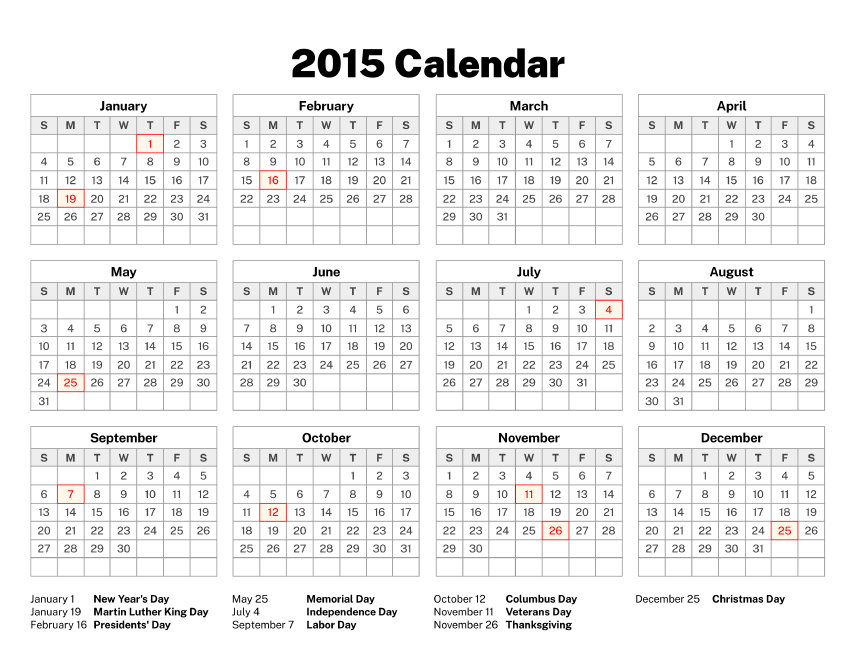 2015 Calendar
January February March April
S M T W T F S S M T W T F S S M T W T F S S M T W T F S
1 2 3 1 2 3 4 5 6 7 1 2 3 4 5 6 7 1 2 3 4
4 5 6 7 8 9 10 8 9 10 11 12 13 14 8 9 10 11 12 13 14 5 6 7 8 9 10 11
11 12 13 14 15 16 17 15 16 17 18 19 20 21 15 16 17 18 19 20 21 12 13 14 15 16 17 18
18 19 20 21 22 23 24 22 23 24 25 26 27 28 22 23 24 25 26 27 28 19 20 21 22 23 24 25
25 26 27 28 29 30 31 29 30 31 26 27 28 29 30
May June July August
S M T W T F S S M T W T F S S M T W T F S S M T W T F S
1 2 1 2 3 4 5 6 1 2 3 4 1
3 4 5 6 7 8 9 7 8 9 10 11 12 13 5 6 7 8 9 10 11 2 3 4 5 6 7 8
10 11 12 13 14 15 16 14 15 16 17 18 19 20 12 13 14 15 16 17 18 9 10 11 12 13 14 15
17 18 19 20 21 22 23 21 22 23 24 25 26 27 19 20 21 22 23 24 25 16 17 18 19 20 21 22
24 25 26 27 28 29 30 28 29 30 26 27 28 29 30 31 23 24 25 26 27 28 29
31 30 31
September October November December
S M T W T F S S M T W T F S S M T W T F S S M T W T F S
1 2 3 4 5 1 2 3 1 2 3 4 5 6 7 1 2 3 4 5
6 7 8 9 10 11 12 4 5 6 7 8 9 10 8 9 10 11 12 13 14 6 7 8 9 10 11 12
13 14 15 16 17 18 19 11 12 13 14 15 16 17 15 16 17 18 19 20 21 13 14 15 16 17 18 19
20 21 22 23 24 25 26 18 19 20 21 22 23 24 22 23 24 25 26 27 28 20 21 22 23 24 25 26
27 28 29 30 25 26 27 28 29 30 31 29 30 27 28 29 30 31
January 1 New Year's Day May 25 Memorial Day October 12 Columbus Day December 25 Christmas Day
January 19 Martin Luther King Day July 4 Independence Day November 11 Veterans Day
February 16 Presidents' Day September 7 Labor Day November 26 Thanksgiving